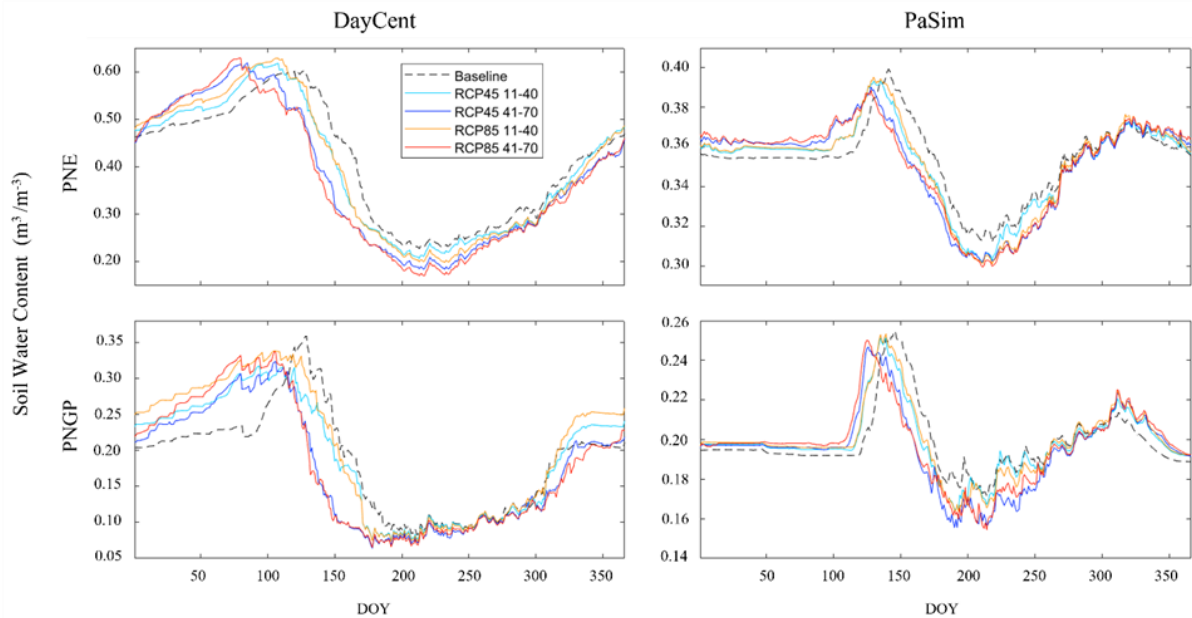 DayCent PaSim
Soil Water Content (m³ /m⁻³)
PNE
0.60
0.50
0.40
0.30
0.20
Baseline
RCP45 11-40
RCP45 41-70
RCP85 11-40
RCP85 41-70
0.40
0.38
0.36
0.34
0.32
0.30
PNGP
0.35
0.30
0.25
0.20
0.15
0.10
0.05
50 100 150 200 250 300 350
DOY
0.26
0.24
0.22
0.20
0.18
0.16
0.14
50 100 150 200 250 300 350
DOY